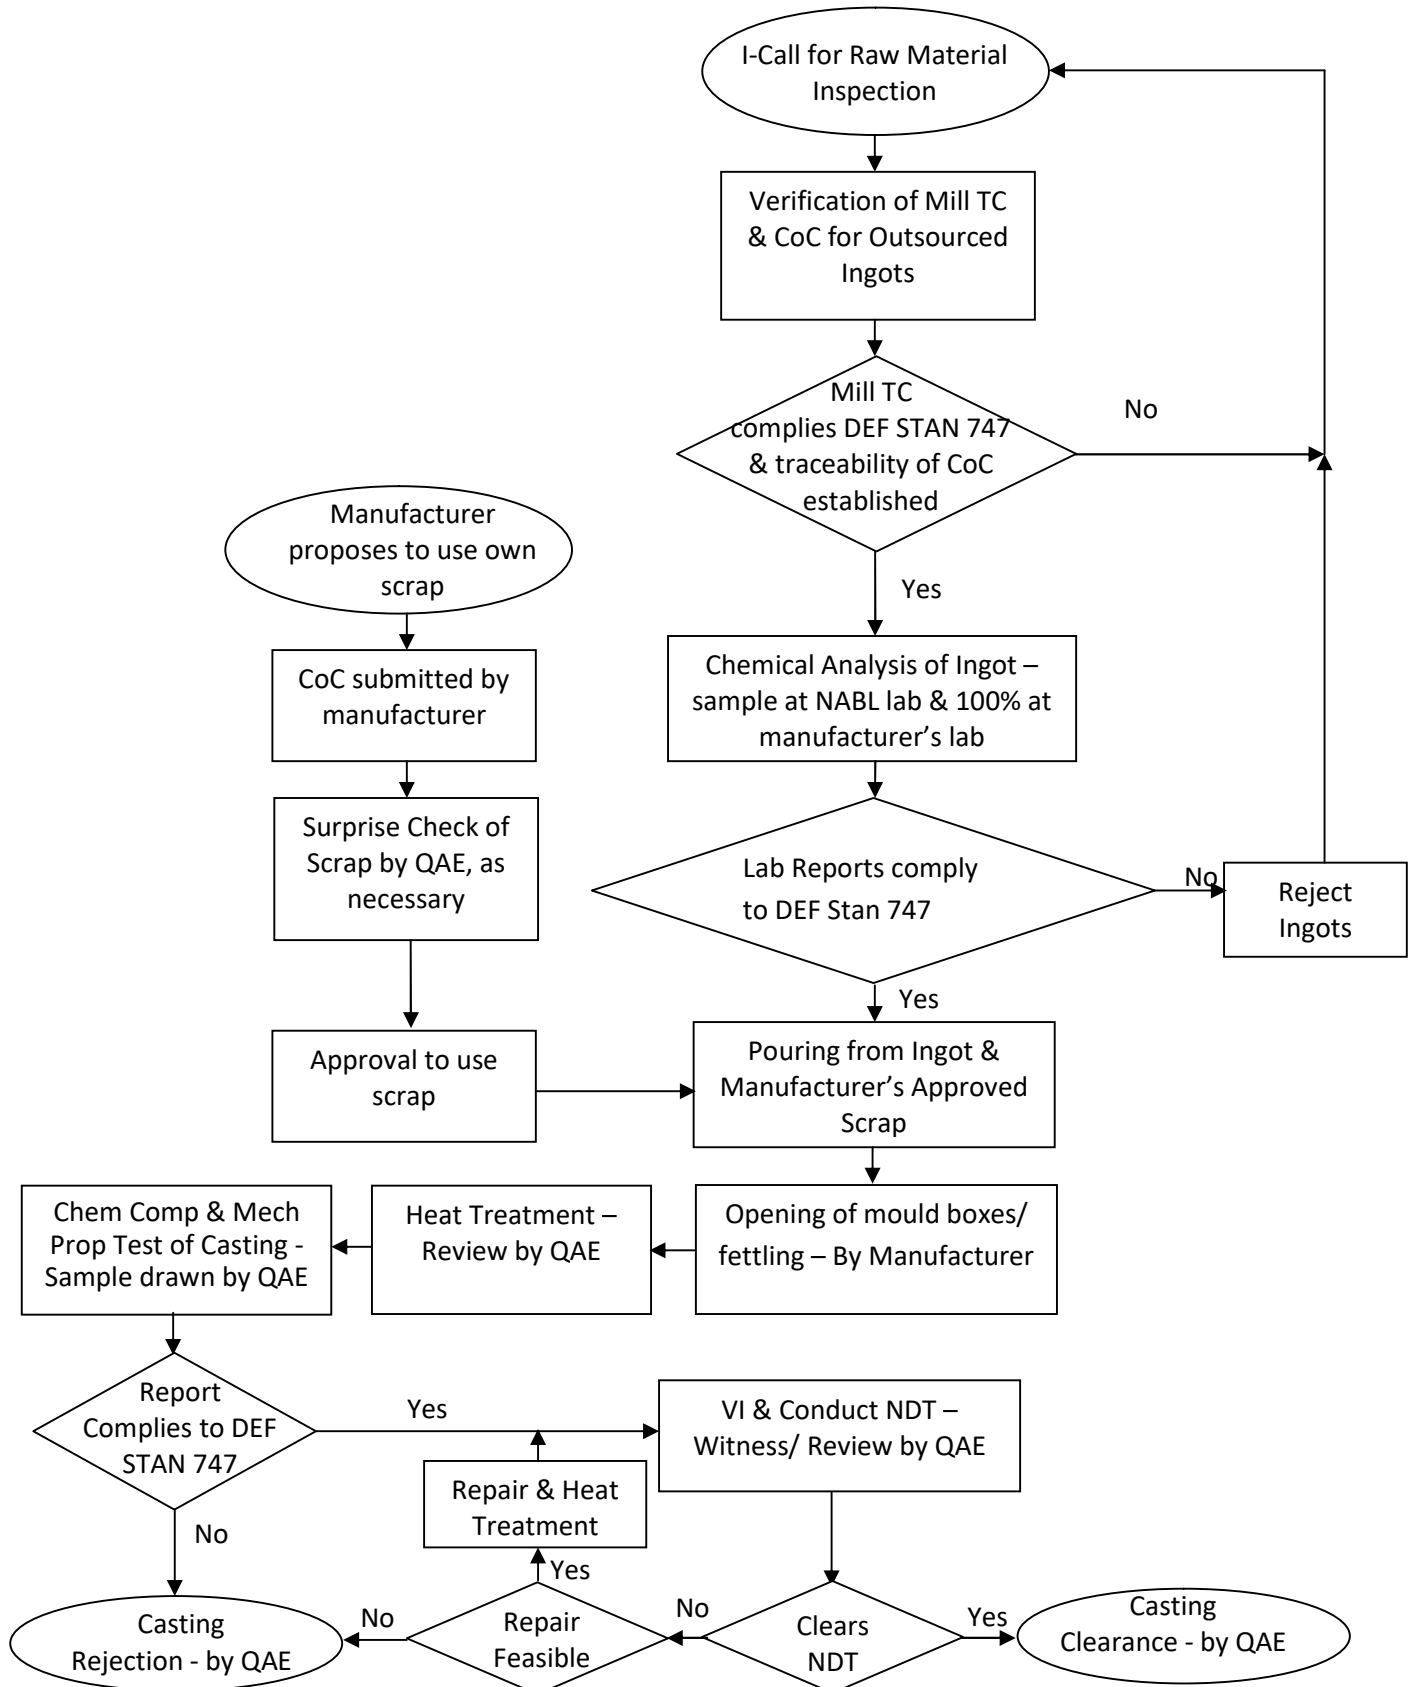 I-Call for Raw Material
Inspection
Verification of Mill TC
& CoC for Outsourced
Ingots
Mill TC
complies DEF STAN 747
& traceability of CoC
established
No
Yes
Manufacturer
proposes to use own
scrap
CoC submitted by
manufacturer
Surprise Check of
Scrap by QAE, as
necessary
Approval to use
scrap
Chemical Analysis of Ingot –
sample at NABL lab & 100% at
manufacturer’s lab
Lab Reports comply
to DEF Stan 747
No
Reject
Ingots
Yes
Pouring from Ingot &
Manufacturer’s Approved
Scrap
Opening of mould boxes/
fettling – By Manufacturer
Heat Treatment –
Review by QAE
Chem Comp & Mech
Prop Test of Casting -
Sample drawn by QAE
Report
Complies to DEF
STAN 747
Yes
No
VI & Conduct NDT –
Witness/ Review by QAE
Repair & Heat
Treatment
Yes
Clears
NDT
Yes
Casting
Clearance - by QAE
No
Repair
Feasible
No
Casting
Rejection - by QAE